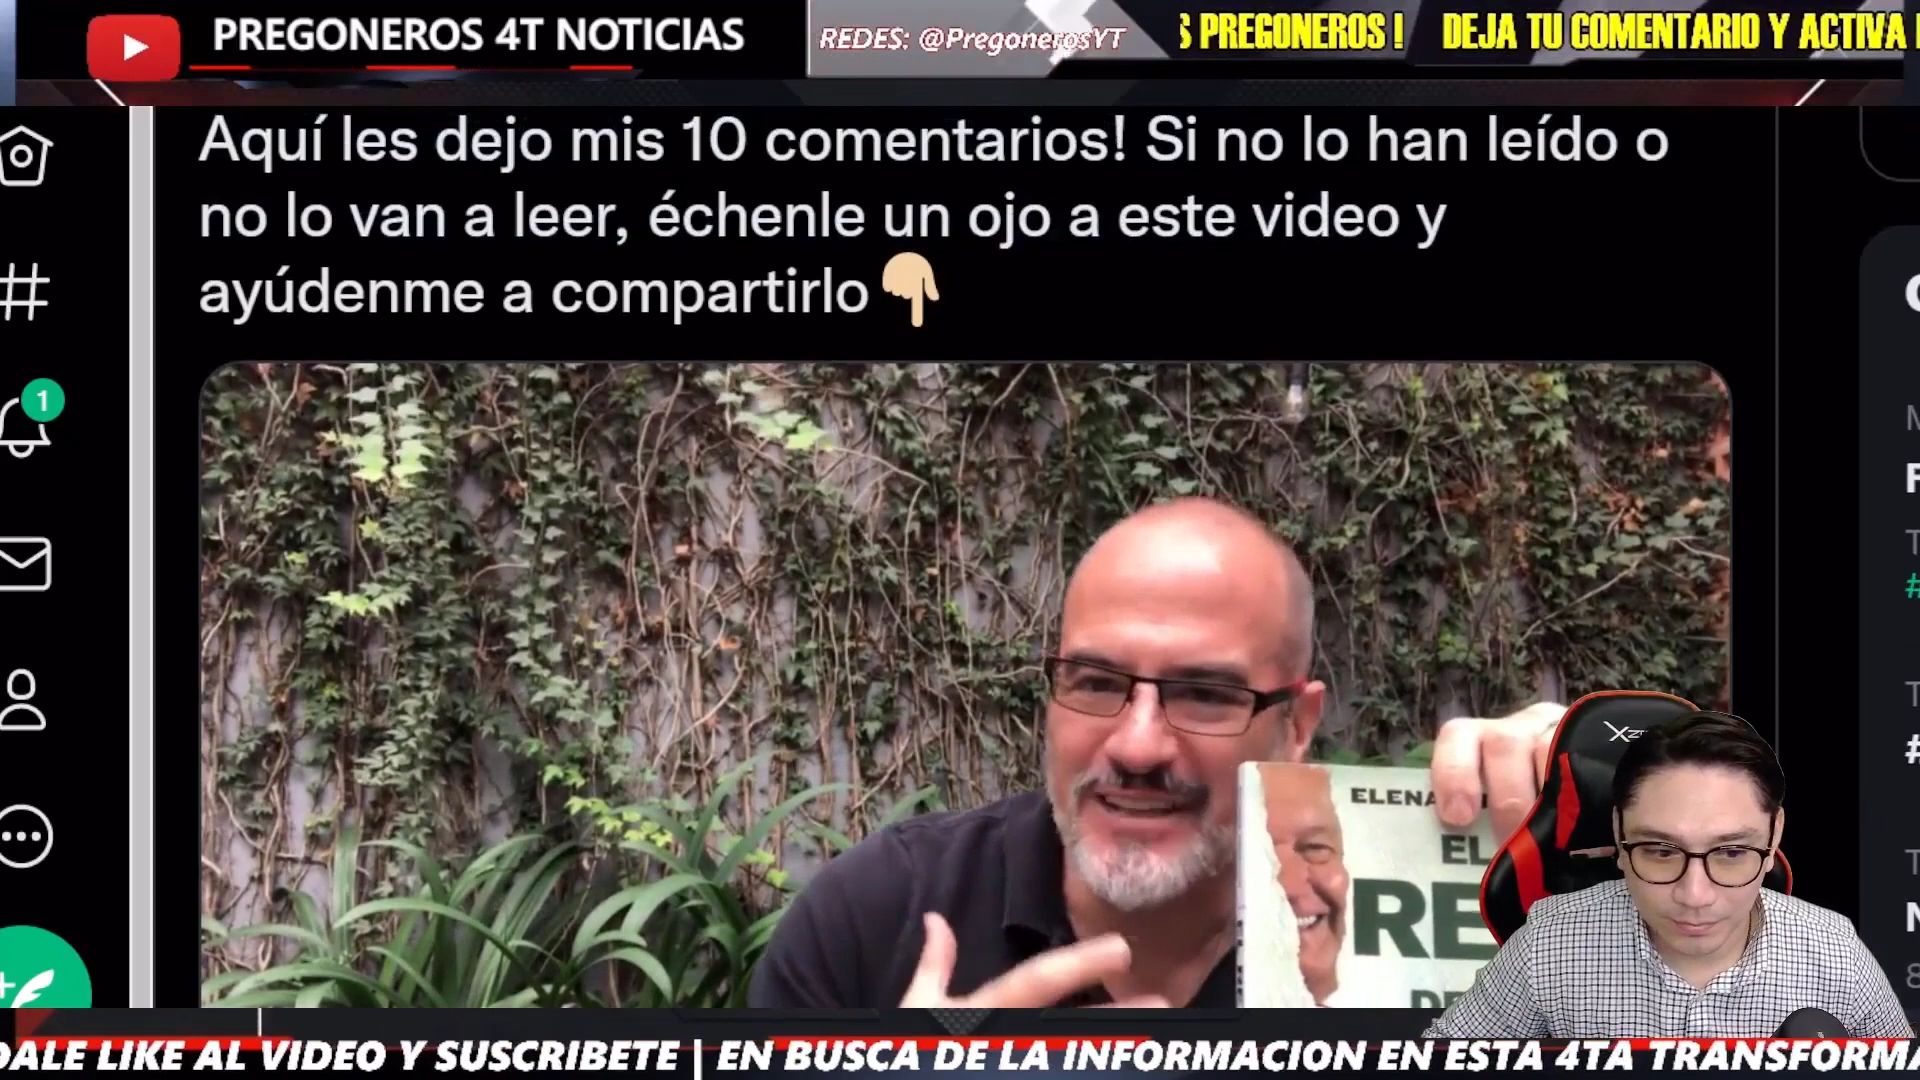 PREGONEROS 4T NOTICIAS
REDES: @PregonerosYT
PREGONEROS ! DEJA TU COMENTARIO Y ACTIVA
Aquí les dejo mis 10 comentarios! Si no lo han leído o
no lo van a leer, échenle un ojo a este video y
ayúdenme a compartirlo
1
ELENA
EL
RE
DE
DALE LIKE AL VIDEO Y SUSCRIBETE | EN BUSCA DE LA INFORMACION EN ESTA 4TA TRANSFORMA